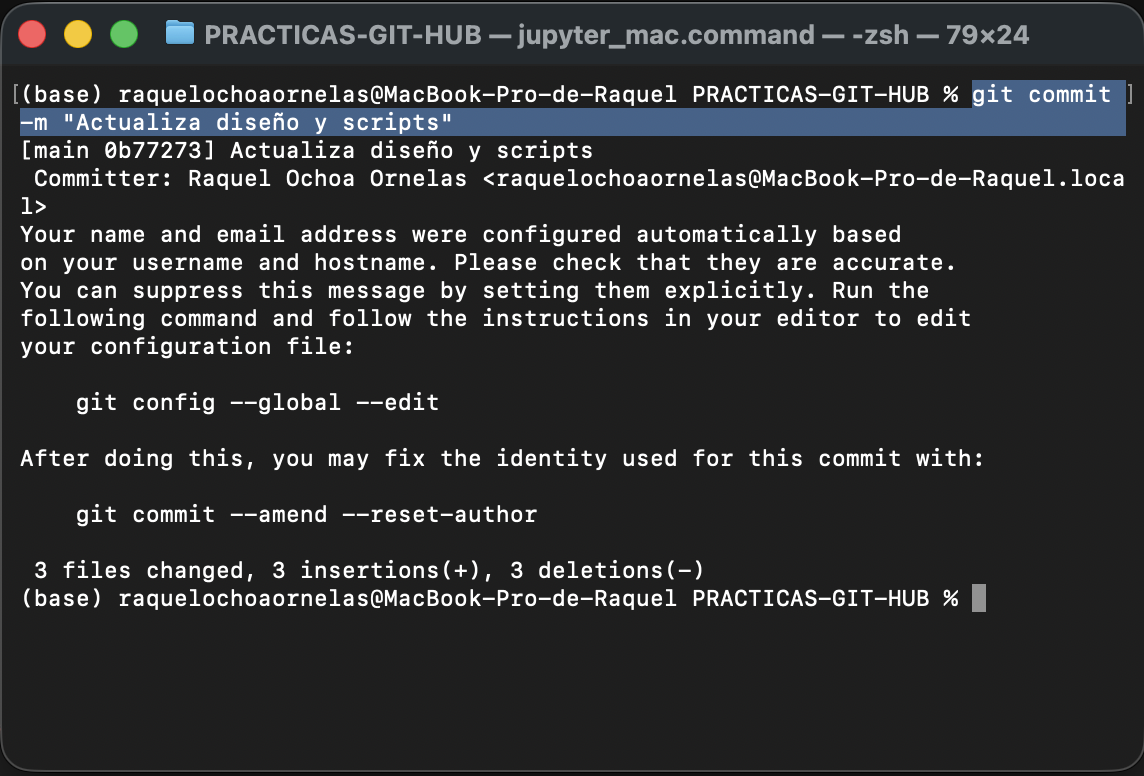 PRACTICAS-GIT-HUB — jupyter_mac.command — -zsh — 79×24
[(base) raquelochoaornelas@MacBook-Pro-de-Raquel PRACTICAS-GIT-HUB % git commit ]
-m "Actualiza diseño y scripts"
[main 0b77273] Actualiza diseño y scripts
 Committer: Raquel Ochoa Ornelas <raquelochoaornelas@MacBook-Pro-de-Raquel.loca
l>
Your name and email address were configured automatically based
on your username and hostname. Please check that they are accurate.
You can suppress this message by setting them explicitly. Run the
following command and follow the instructions in your editor to edit
your configuration file:

    git config --global --edit

After doing this, you may fix the identity used for this commit with:

    git commit --amend --reset-author

 3 files changed, 3 insertions(+), 3 deletions(-)
(base) raquelochoaornelas@MacBook-Pro-de-Raquel PRACTICAS-GIT-HUB %